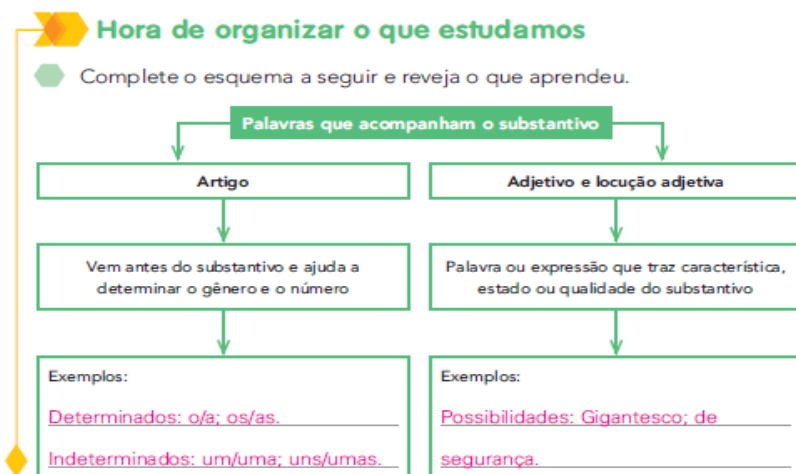 Hora de organizar o que estudamos
Complete o esquema a seguir e reveja o que aprendeu.
Palavras que acompanham o substantivo
Artigo
Vem antes do substantivo e ajuda a
determinar o gênero e o número
Exemplos:
Determinados: o/a; os/as.
Indeterminados: um/uma; uns/umas.
Adjetivo e locução adjetiva
Palavra ou expressão que traz característica,
estado ou qualidade do substantivo
Exemplos:
Possibilidades: Gigantesco; de
segurança.